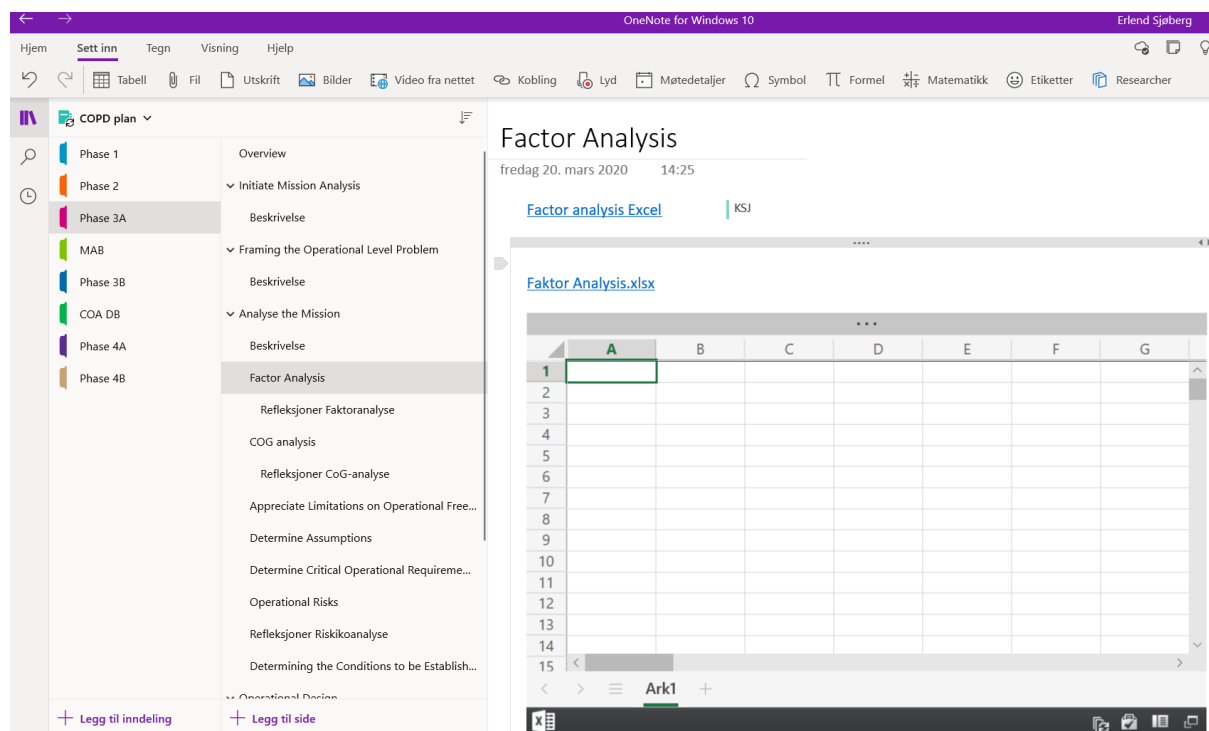 OneNote for Windows 10
Erlend Sjøberg
Hjem Sett inn Tegn Visning Hjelp
Tabell Fil Utskrift Bilder Video fra nettet Kobling Lyd Møtedetaljer Symbol Formel Matematikk Etiketter Researcher
COPD plan
Phase 1
Phase 2
Phase 3A
MAB
Phase 3B
COA DB
Phase 4A
Phase 4B
Legg til inndeling
Overview
Initiate Mission Analysis
Beskrivelse
Framing the Operational Level Problem
Beskrivelse
Analyse the Mission
Beskrivelse
Factor Analysis
Refleksjoner Faktoranalyse
COG analysis
Refleksjoner CoG-analyse
Appreciate Limitations on Operational Free...
Determine Assumptions
Determine Critical Operational Requireme...
Operational Risks
Refleksjoner Riskikoanalyse
Determining the Conditions to be Establish...
Operational Design
Legg til side
Factor Analysis
fredag 20. mars 2020 14:25
Factor analysis Excel KSJ
Faktor Analysis.xlsx
A B C D E F G
1
2
3
4
5
6
7
8
9
10
11
12
13
14
15
Ark1